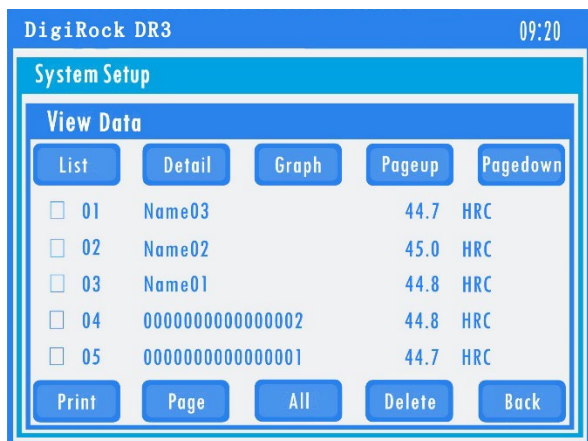 DigiRock DR3 09:20
System Setup
View Data
List Detail Graph Pageup Pagedown
01 Name03 44.7 HRC
02 Name02 45.0 HRC
03 Name01 44.8 HRC
04 0000000000000002 44.8 HRC
05 0000000000000001 44.7 HRC
Print Page All Delete Back